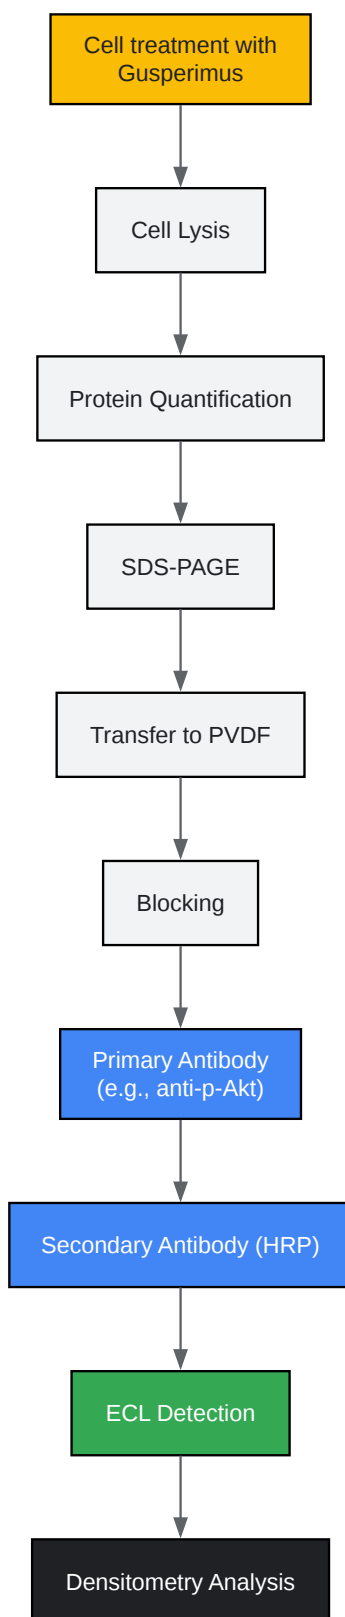 Cell treatment with
Gusperimus
Cell Lysis
Protein Quantification
SDS-PAGE
Transfer to PVDF
Blocking
Primary Antibody
(e.g., anti-p-Akt)
Secondary Antibody (HRP)
ECL Detection
Densitometry Analysis